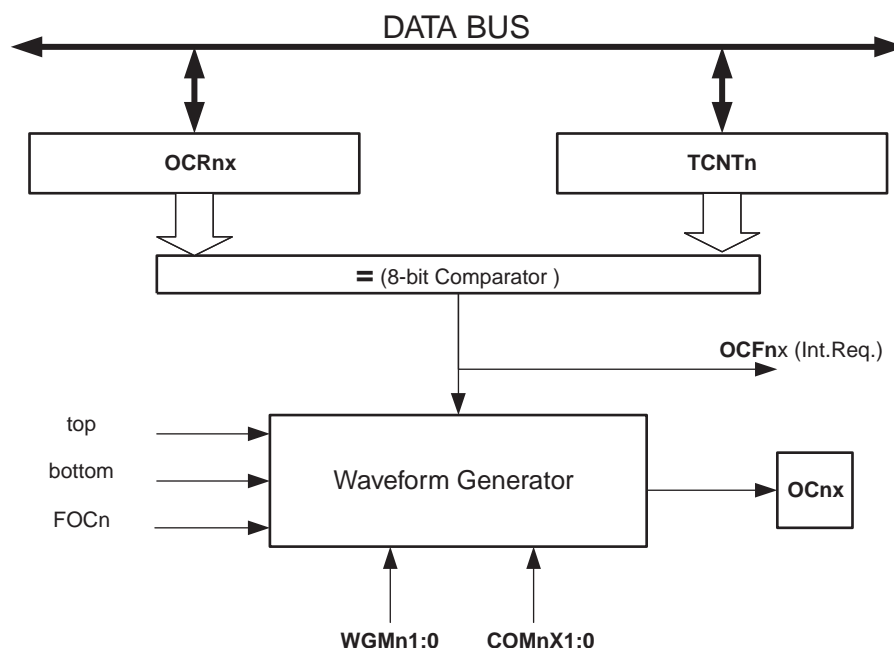 DATA BUS
OCRnx
TCNTn
= (8-bit Comparator )
OCFnx (Int.Req.)
top
bottom
FOCn
Waveform Generator
OCnx
WGMn1:0
COMnX1:0